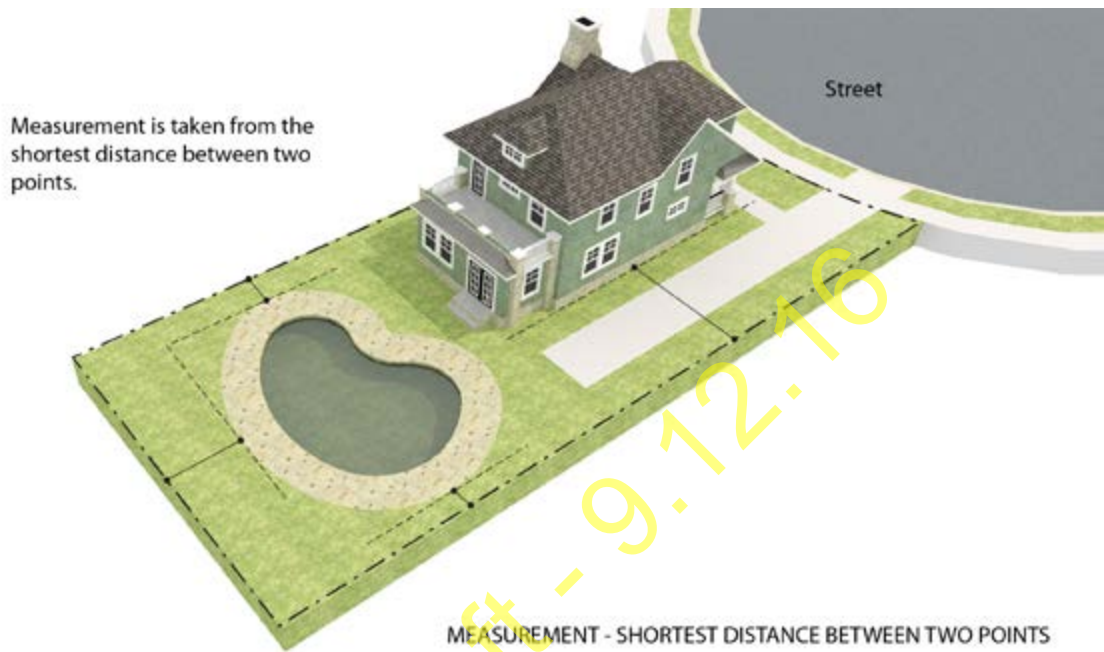 Street
Measurement is taken from the
shortest distance between two
points.
ft - 9.12.16
MEASUREMENT - SHORTEST DISTANCE BETWEEN TWO POINTS